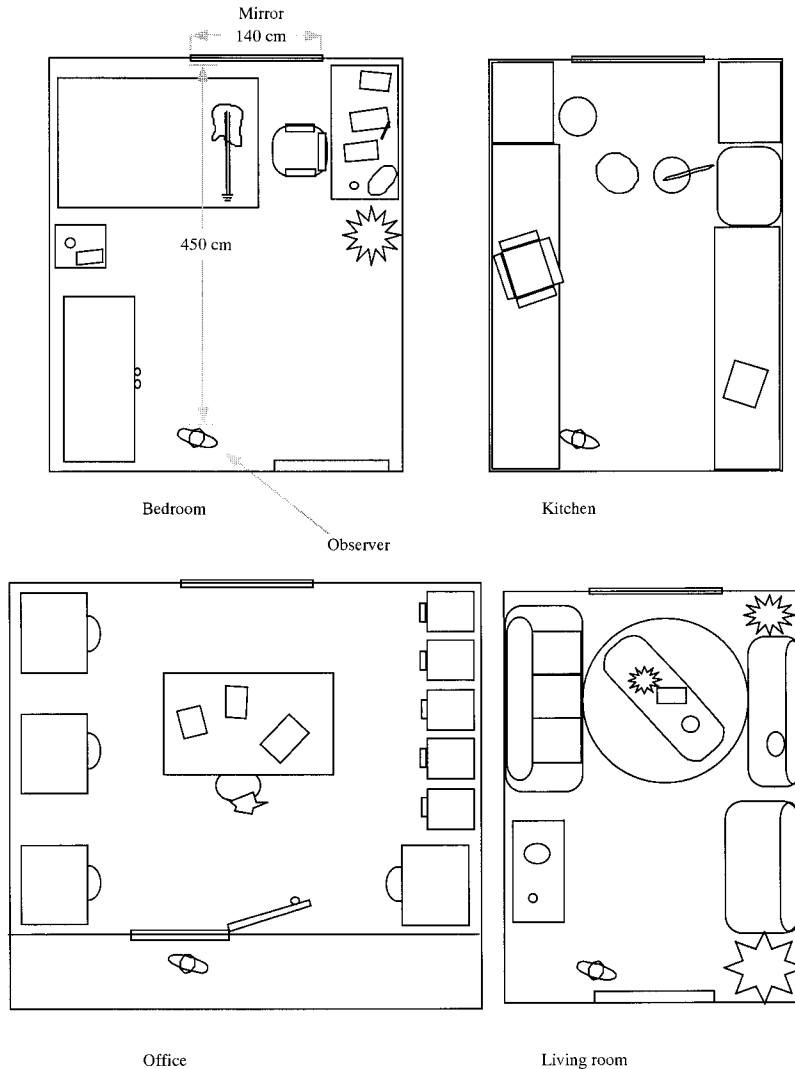 Mirror
140 cm
450 cm
Bedroom
Kitchen
Observer
Office
Living room